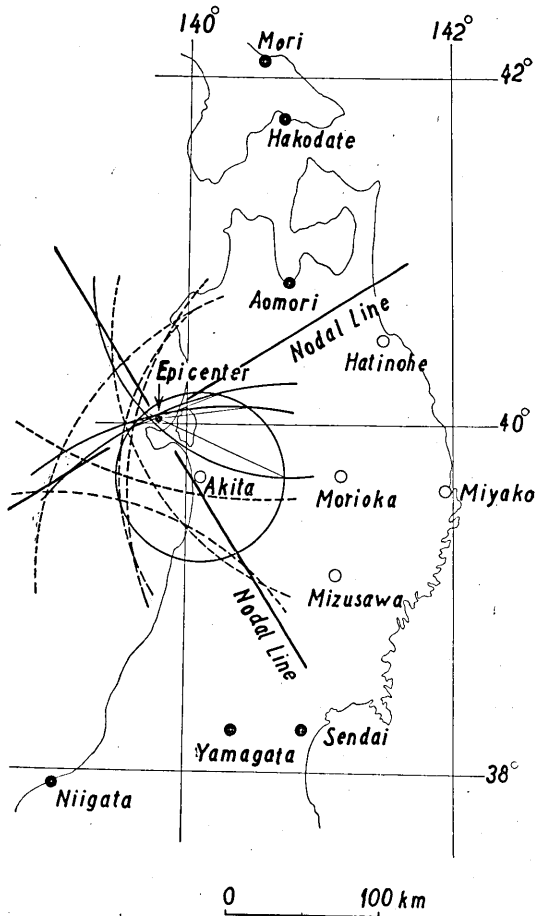 140°
142°
Mori
42°
Hakodate
Aomori
Nodal Line
Hatinohe
Epicenter
40°
Akita
Morioka
Miyako
Mizusawa
Nodal Line
Yamagata
Sendai
38°
Niigata
0
100 km